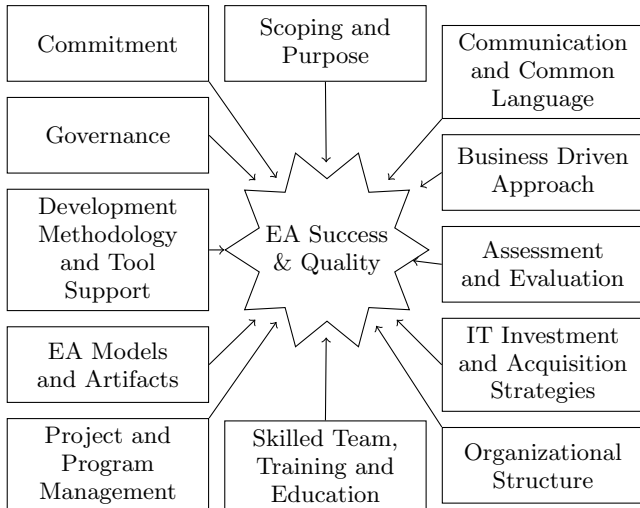 Commitment
Scoping and
Purpose
Communication
and Common
Language
Governance
Business Driven
Approach
Development
Methodology
and Tool
Support
EA Success
& Quality
Assessment
and Evaluation
EA Models
and Artifacts
IT Investment
and Acquisition
Strategies
Project and
Program
Management
Skilled Team,
Training and
Education
Organizational
Structure